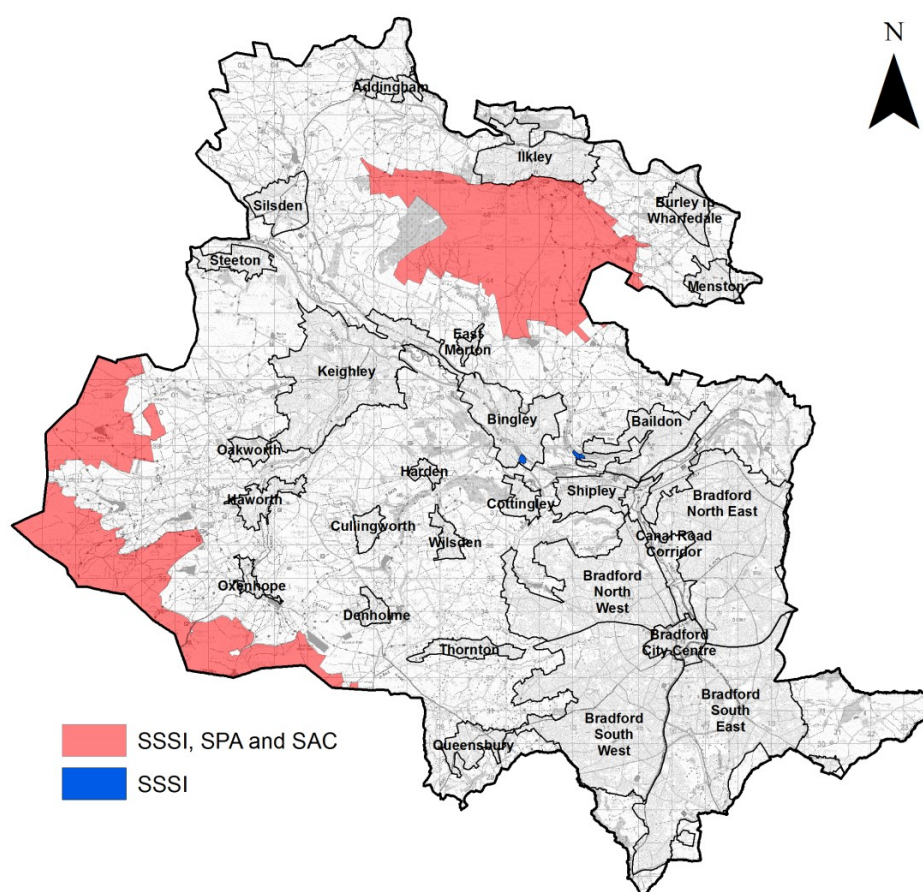 N
Addingham
Ilkley
Silsden
Burley in
Wharfedale
Steeton
Menston
East
Morton
Keighley
Bingley
Baildon
Oakworth
Harden
Haworth
Cottingley
Shipley
Bradford
North East
Cullingworth
Wilsden
Canal Road
Corridor
Oxenhope
Bradford
North
West
Denholme
Thornton
Bradford
City Centre
Bradford
South
West
Bradford
South
East
Queensbury
SSSI, SPA and SAC
SSSI